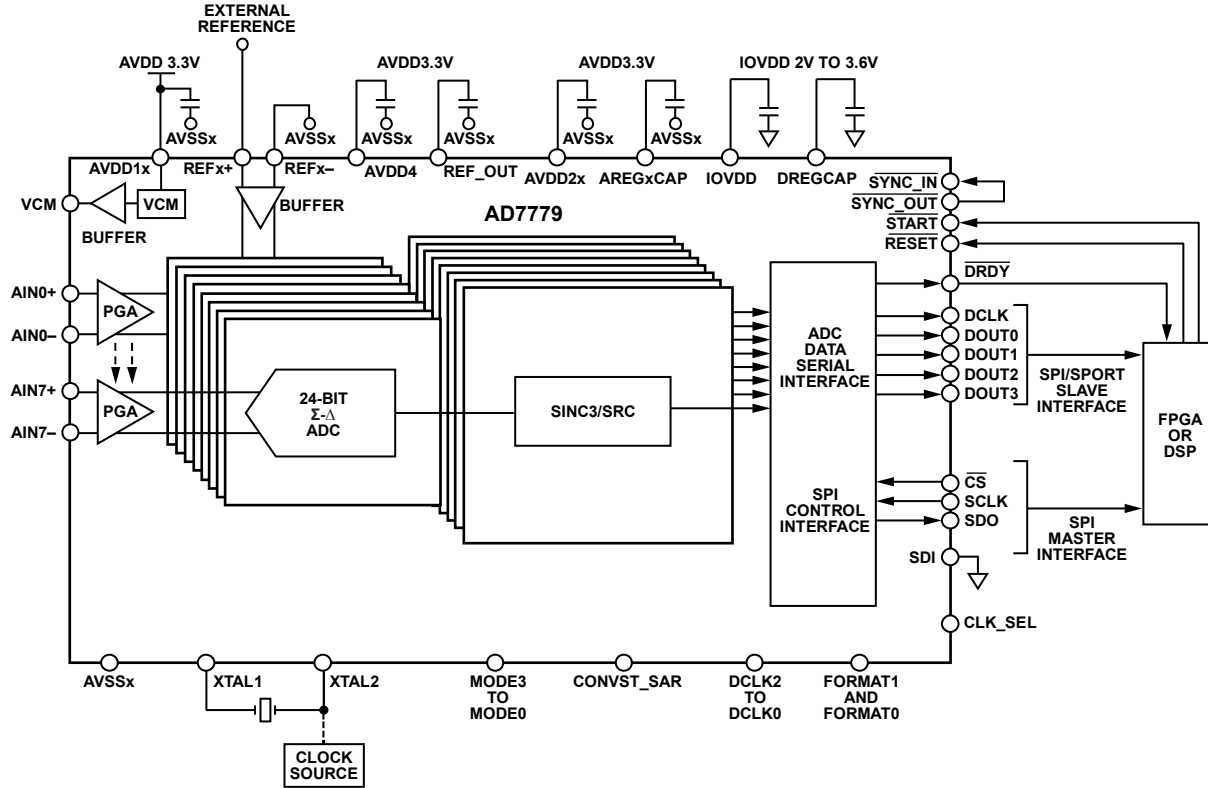 EXTERNAL
REFERENCE
AVDD 3.3V
AVDD3.3V
AVDD3.3V
IOVDD 2V TO 3.6V
AVSSx
AVSSx
AVSSx
AVSSx
AVSSx
AVSSx
AVDD1x
REFx+
REFx–
AVDD4
REF_OUT
AVDD2x
AREGxCAP
IOVDD
DREGCAP
SYNC_IN
SYNC_OUT
START
RESET
VCM
VCM
BUFFER
BUFFER
AD7779
AIN0+
AIN0–
PGA
AIN7+
AIN7–
PGA
24-BIT
Σ-Δ
ADC
SINC3/SRC
ADC
DATA
SERIAL
INTERFACE
SPI
CONTROL
INTERFACE
DRDY
DCLK
DOUT0
DOUT1
DOUT2
DOUT3
SPI/SPORT
SLAVE
INTERFACE
FPGA
OR
DSP
CS
SCLK
SDO
SPI
MASTER
INTERFACE
SDI
CLK_SEL
AVSSx
XTAL1
XTAL2
MODE3
TO
MODE0
CONVST_SAR
DCLK2
TO
DCLK0
FORMAT1
AND
FORMAT0
CLOCK
SOURCE